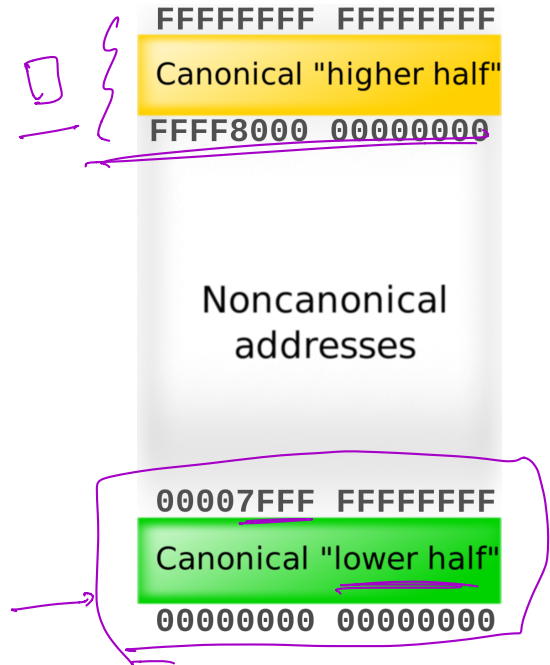 FFFFFFFF FFFFFFFF
Canonical "higher half"
FFFF8000 00000000
Noncanonical
addresses
00007FFF FFFFFFFF
Canonical "lower half"
00000000 00000000